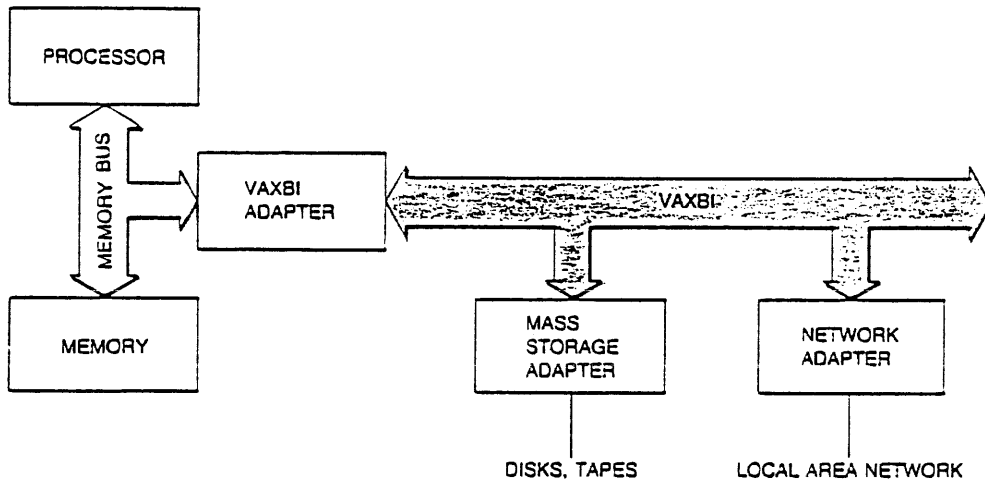 PROCESSOR
MEMORY BUS
VAXBI
ADAPTER
VAXBI
MEMORY
MASS
STORAGE
ADAPTER
NETWORK
ADAPTER
DISKS, TAPES
LOCAL AREA NETWORK